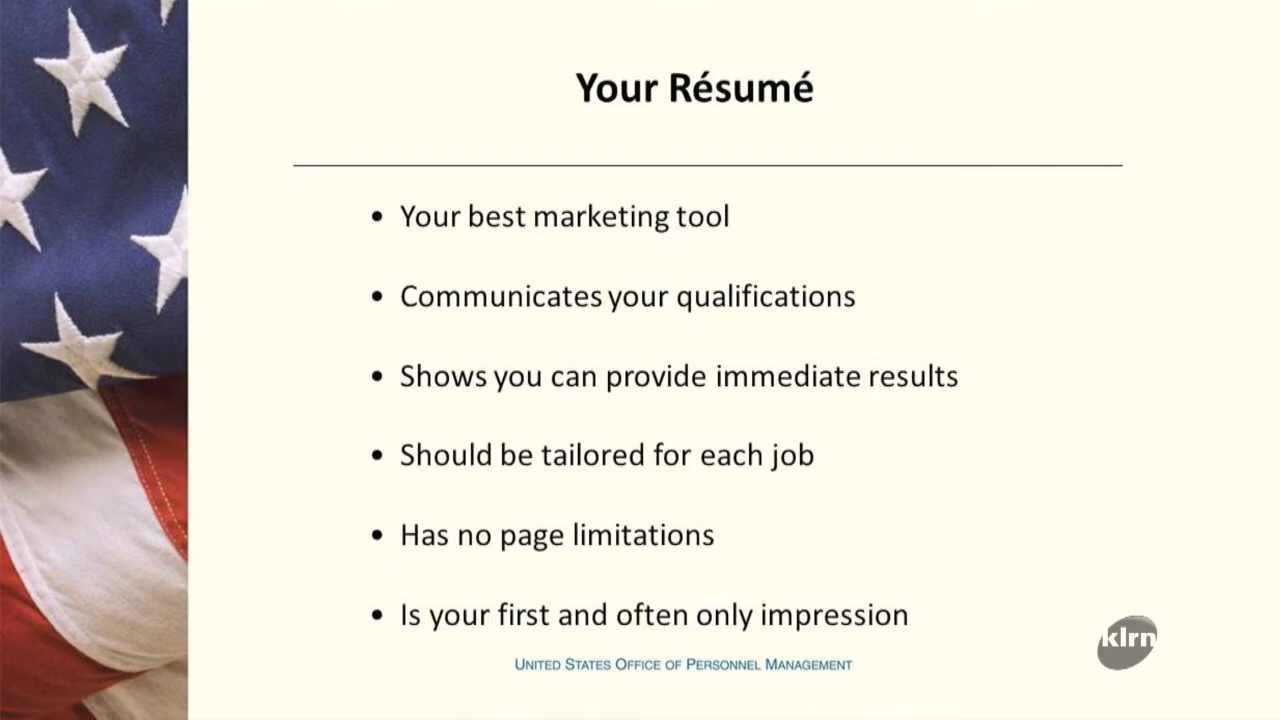 Your Résumé
• Your best marketing tool
• Communicates your qualifications
• Shows you can provide immediate results
• Should be tailored for each job
• Has no page limitations
• Is your first and often only impression
klrn
UNITED STATES OFFICE OF PERSONNEL MANAGEMENT